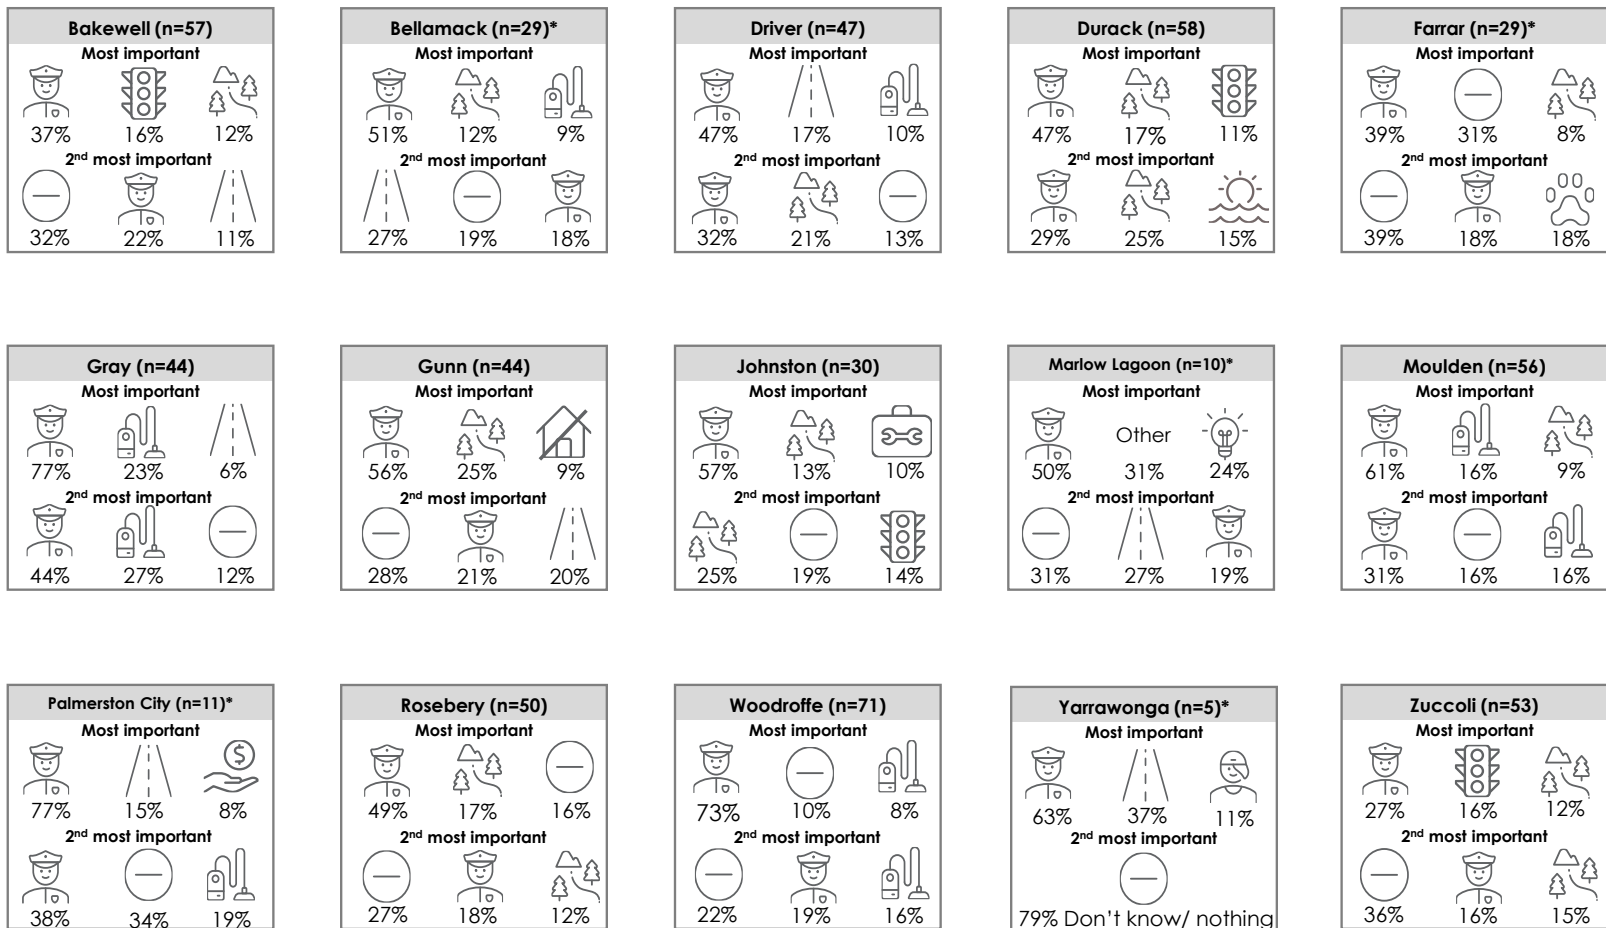 Bakewell (n=57)
Most important
37% 16% 12%
2nd most important
32% 22% 11%
Bellamack (n=29)*
Most important
51% 12% 9%
2nd most important
27% 19% 18%
Driver (n=47)
Most important
47% 17% 10%
2nd most important
32% 21% 13%
Durack (n=58)
Most important
47% 17% 11%
2nd most important
29% 25% 15%
Farrar (n=29)*
Most important
39% 31% 8%
2nd most important
39% 18% 18%
Gray (n=44)
Most important
77% 23% 6%
2nd most important
44% 27% 12%
Gunn (n=44)
Most important
56% 25% 9%
2nd most important
28% 21% 20%
Johnston (n=30)
Most important
57% 13% 10%
2nd most important
25% 19% 14%
Marlow Lagoon (n=10)*
Most important
Other
50% 31% 24%
2nd most important
31% 27% 19%
Moulden (n=56)
Most important
61% 16% 9%
2nd most important
31% 16% 16%
Palmerston City (n=11)*
Most important
$
77% 15% 8%
2nd most important
38% 34% 19%
Rosebery (n=50)
Most important
49% 17% 16%
2nd most important
27% 18% 12%
Woodroffe (n=71)
Most important
73% 10% 8%
2nd most important
22% 19% 16%
Yarrawonga (n=5)*
Most important
63% 37% 11%
2nd most important
79% Don't know/ nothing
Zuccoli (n=53)
Most important
27% 16% 12%
2nd most important
36% 16% 15%